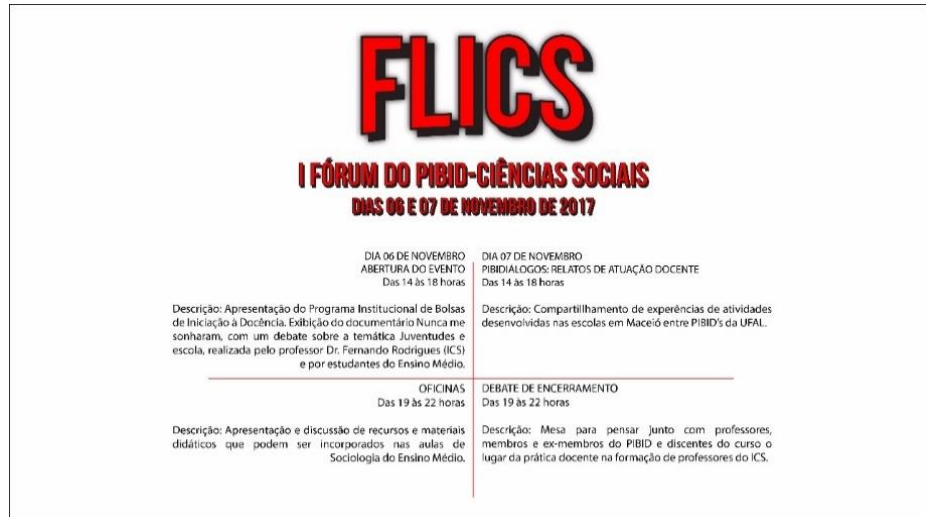 FLICS
I FÓRUM DO PIBID-CIÊNCIAS SOCIAIS
DIAS 06 E 07 DE NOVEMBRO DE 2017
DIA 06 DE NOVEMBRO
ABERTURA DO EVENTO
Das 14 às 18 horas
Descrição: Apresentação do Programa Institucional de Bolsas
de Iniciação à Docência. Exibição do documentário Nunca me
sonharam, com um debate sobre a temática Juventudes e
escola, realizada pelo professor Dr. Fernando Rodrigues (ICS)
e por estudantes do Ensino Médio.
DIA 07 DE NOVEMBRO
PIBIDIALOGOS: RELATOS DE ATUAÇÃO DOCENTE
Das 14 às 18 horas
Descrição: Compartillhamento de experências de atividades
desenvolvidas nas escolas em Maceió entre PIBID's da UFAL.
OFICINAS
Das 19 às 22 horas
Descrição: Apresentação e discussão de recursos e materiais
didáticos que podem ser incorporados nas aulas de
Sociologia do Ensino Médio.
DEBATE DE ENCERRAMENTO
Das 19 às 22 horas
Descrição: Mesa para pensar junto com professores,
membros e ex-membros do PIBID e discentes do curso o
lugar da prática docente na formação de professores do ICS.